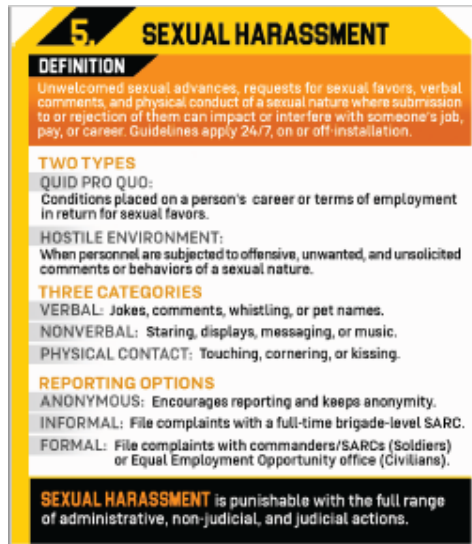 5. SEXUAL HARASSMENT
DEFINITION
Unwelcomed sexual advances, requests for sexual favors, verbal
comments, and physical conduct of a sexual nature where submission
to or rejection of them can impact or interfere with someone's job,
pay, or career. Guidelines apply 24/7, on or off-installation.
TWO TYPES
QUID PRO QUO:
Conditions placed on a person's career or terms of employment
in return for sexual favors.
HOSTILE ENVIRONMENT:
When personnel are subjected to offensive, unwanted, and unsolicited
comments or behaviors of a sexual nature.
THREE CATEGORIES
VERBAL: Jokes, comments, whistling, or pet names.
NONVERBAL: Staring, displays, messaging, or music.
PHYSICAL CONTACT: Touching, cornering, or kissing.
REPORTING OPTIONS
ANONYMOUS: Encourages reporting and keeps anonymity.
INFORMAL: File complaints with a full-time brigade-level SARC.
FORMAL: File complaints with commanders/SARCs (Soldiers)
or Equal Employment Opportunity office (Civilians).
SEXUAL HARASSMENT is punishable with the full range
of administrative, non-judicial, and judicial actions.